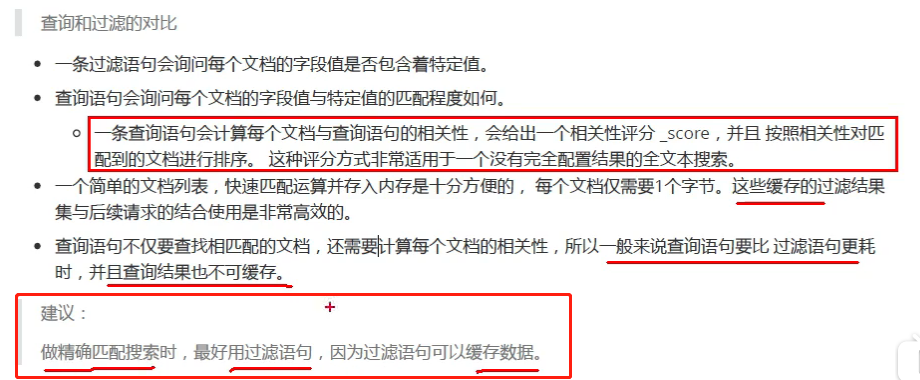 查询和过滤的对比
一条过滤语句会询问每个文档的字段值是否包含着特定值。
查询语句会询问每个文档的字段值与特定值的匹配程度如何。
一条查询语句会计算每个文档与查询语句的相关性，会给出一个相关性评分 _score，并且 按照相关性对匹
配到的文档进行排序。 这种评分方式非常适用于一个没有完全配置结果的全文本搜索。
一个简单的文档列表，快速匹配运算并存入内存是十分方便的， 每个文档仅需要1个字节。这些缓存的过滤结果
集与后续请求的结合使用是非常高效的。
查询语句不仅要查找相匹配的文档，还需要计算每个文档的相关性，所以一般来说查询语句要比 过滤语句更耗
时，并且查询结果也不可缓存。
建议：
做精确匹配搜索时，最好用过滤语句，因为过滤语句可以缓存数据。